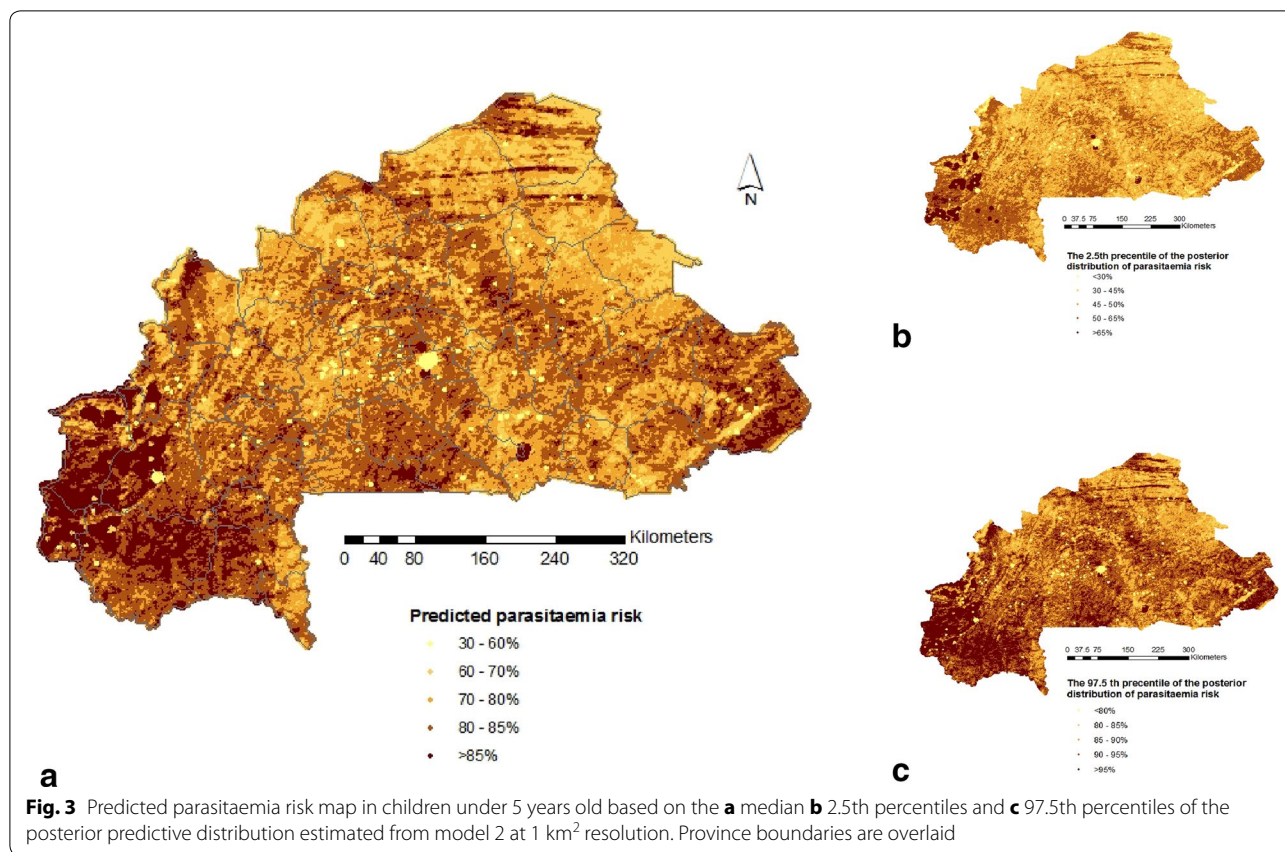 N
Kilometers
0 40 80 160 240 320
Predicted parasitaemia risk
30 - 60%
60 - 70%
70 - 80%
80 - 85%
>85%
a
0 37.5 75 150 225 300
Kilometers
The 2.5th precentile of the posterior
distribution of parasitaemia risk
<30%
30 - 45%
45 - 50%
50 - 65%
>65%
b
0 37.5 75 150 225 300
Kilometers
The 97.5 th precentile of the posterior
distribution of parasitaemia risk
<80%
80 - 85%
85 - 90%
90 - 95%
>95%
c
Fig. 3 Predicted parasitaemia risk map in children under 5 years old based on the a median b 2.5th percentiles and c 97.5th percentiles of the
posterior predictive distribution estimated from model 2 at 1 km² resolution. Province boundaries are overlaid